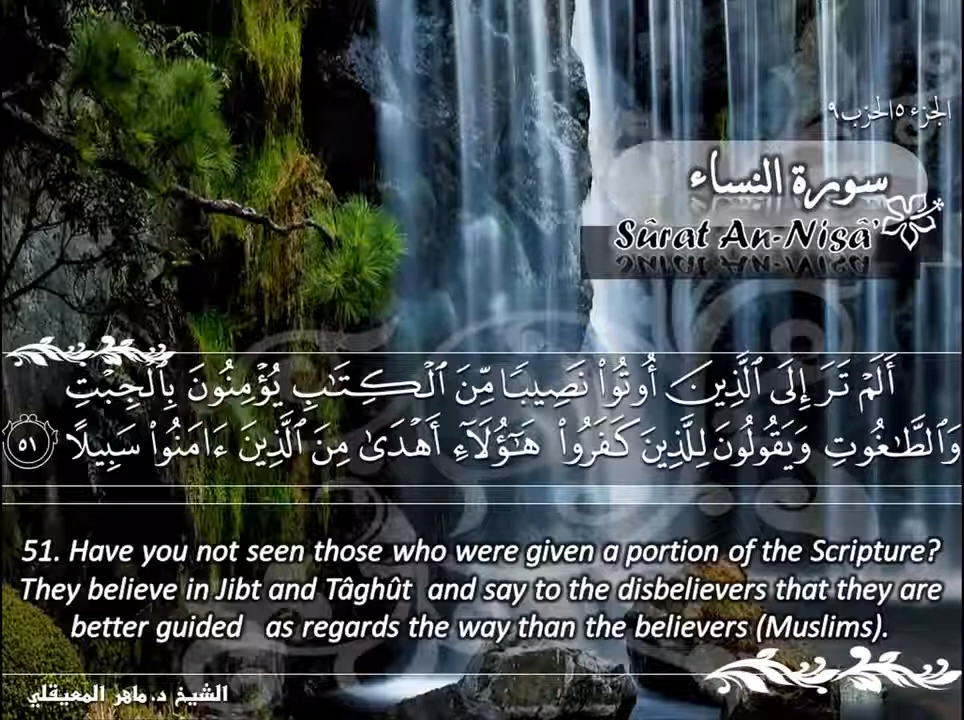 الجزء ٥ الحزب ٩
سورة النساء
Sûrat An-Nisâ'
أَلَمْ تَرَ إِلَى ٱلَّذِينَ أُوتُوا۟ نَصِيبًا مِّنَ ٱلْكِتَٰبِ يُؤْمِنُونَ بِٱلْجِبْتِ
وَٱلطَّٰغُوتِ وَيَقُولُونَ لِلَّذِينَ كَفَرُوا۟ هَٰٓؤُلَآءِ أَهْدَىٰ مِنَ ٱلَّذِينَ ءَامَنُوا۟ سَبِيلًا ٥١
51. Have you not seen those who were given a portion of the Scripture?
They believe in Jibt and Tâghût and say to the disbelievers that they are
better guided as regards the way than the believers (Muslims).
الشيخ د. ماهر المعيقلي